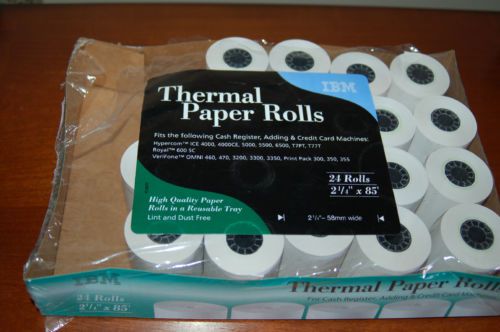 IBM
Thermal
Paper Rolls
Fits the following Cash Register, Adding & Credit Card Machines:
Hypercom™ ICE 4000, 4000CE, 5000, 5500, 6500, T7PT, T77T
Royal™ 600 SC
VeriFone™ OMNI 460, 470, 3200, 3300, 3350, Print Pack 300, 350, 355
24 Rolls
2¼" x 85'
High Quality Paper
Rolls in a Reusable Tray
Lint and Dust Free
2¼"- 58mm wide
IBM
24 Rolls
2¼" x 85'
Thermal Paper Rolls
For Cash Register, Adding & Credit Card Machines